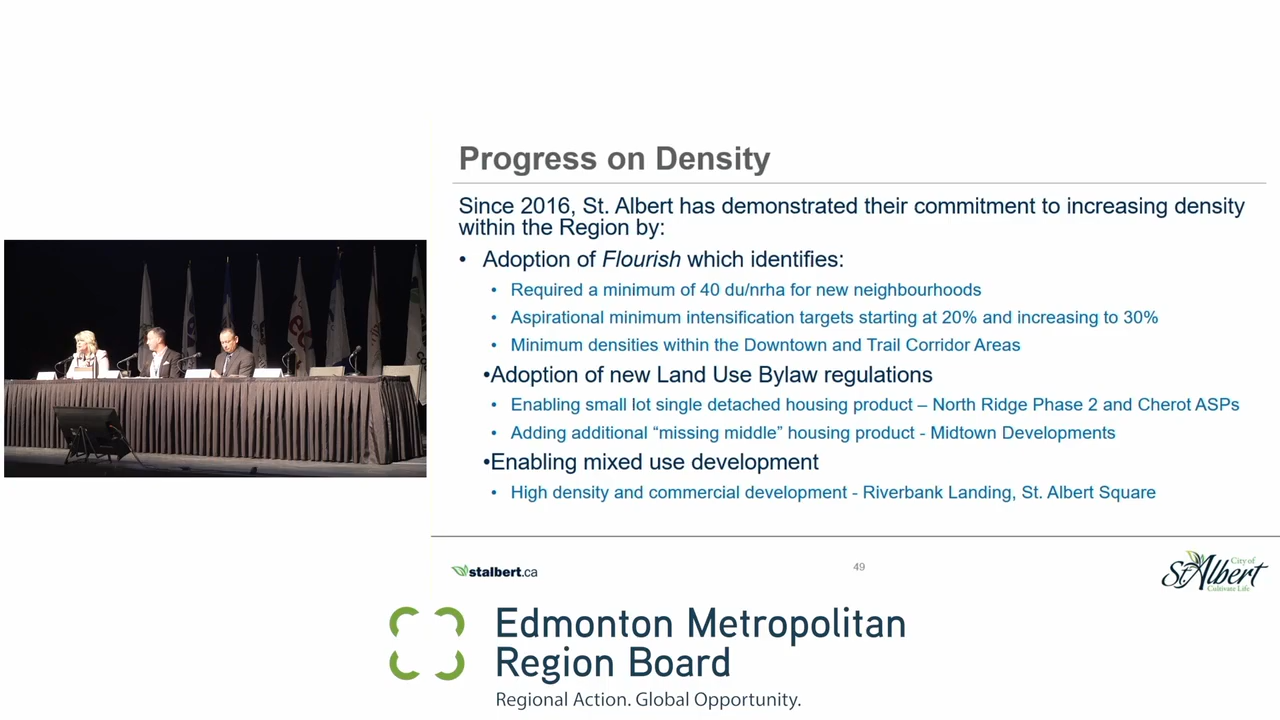 Progress on Density
Since 2016, St. Albert has demonstrated their commitment to increasing density
within the Region by:
• Adoption of Flourish which identifies:
• Required a minimum of 40 du/nrha for new neighbourhoods
• Aspirational minimum intensification targets starting at 20% and increasing to 30%
• Minimum densities within the Downtown and Trail Corridor Areas
•Adoption of new Land Use Bylaw regulations
• Enabling small lot single detached housing product – North Ridge Phase 2 and Cherot ASPs
• Adding additional “missing middle” housing product - Midtown Developments
•Enabling mixed use development
• High density and commercial development - Riverbank Landing, St. Albert Square
stalbert.ca
49
City of
St. Albert
Cultivate Life
Edmonton Metropolitan
Region Board
Regional Action. Global Opportunity.